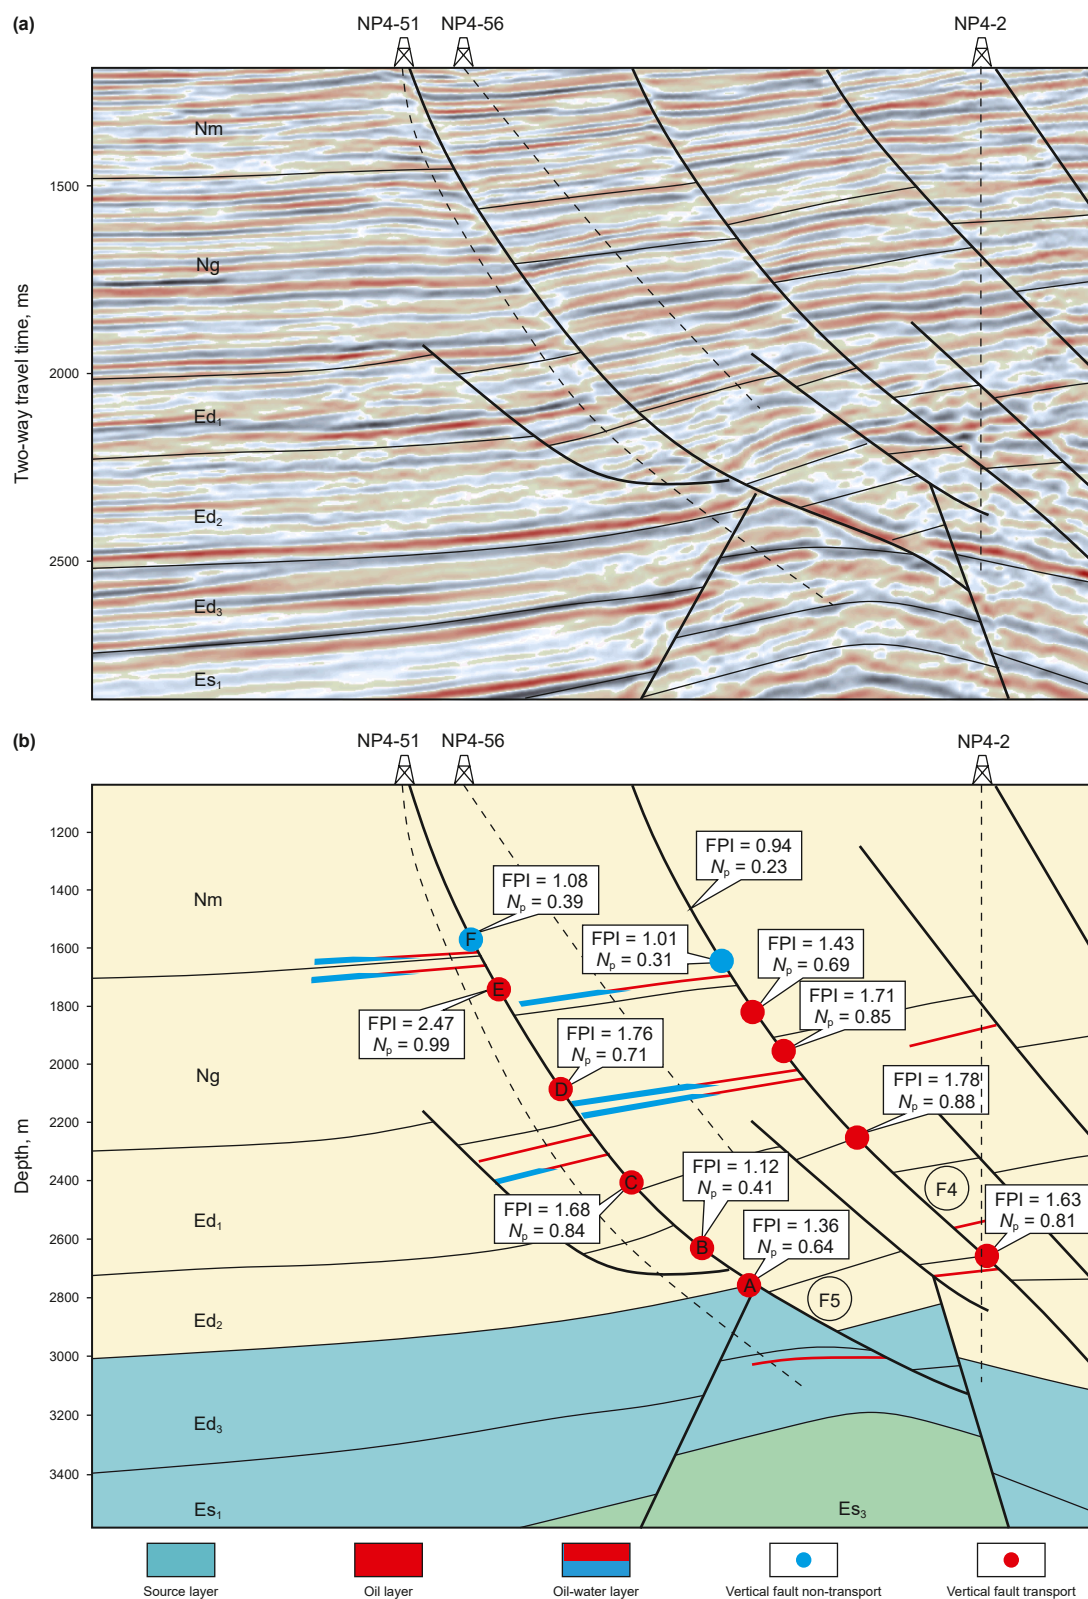 (a)
NP4-51 NP4-56 NP4-2
Nm
1500
Ng
Two-way travel time, ms
2000
Ed1
Ed2
2500
Ed3
Es1
(b)
NP4-51 NP4-56 NP4-2
1200
FPI = 0.94
Np = 0.23
1400
FPI = 1.08
Np = 0.39
Nm
F
1600
FPI = 1.01
Np = 0.31
FPI = 1.43
Np = 0.69
E
1800
FPI = 1.71
Np = 0.85
FPI = 2.47
Np = 0.99
FPI = 1.76
Np = 0.71
2000
Ng
D
FPI = 1.78
Np = 0.88
2200
Depth, m
2400
C
FPI = 1.12
Np = 0.41
F4
FPI = 1.68
Np = 0.84
FPI = 1.63
Np = 0.81
Ed1
FPI = 1.36
Np = 0.64
2600
B
A
2800
F5
Ed2
3000
3200
Ed3
3400
Es1
Es3
Source layer
Oil layer
Oil-water layer
Vertical fault non-transport
Vertical fault transport